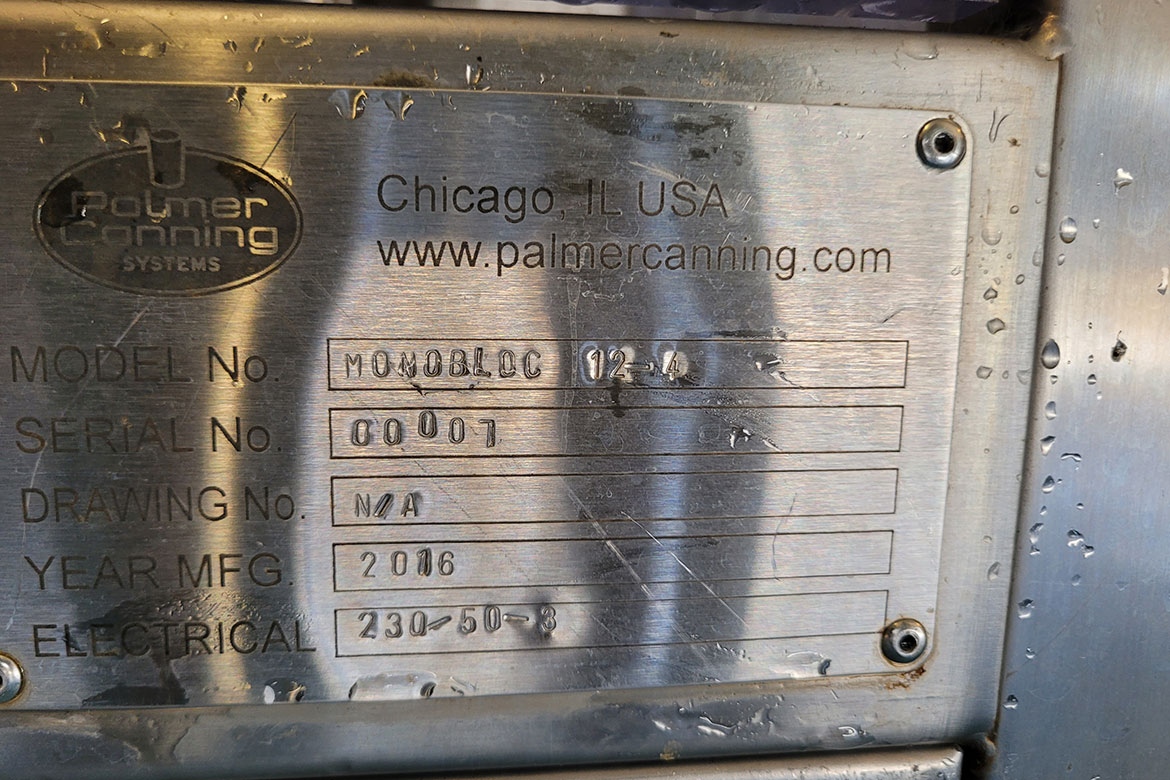 Palmer
Canning
SYSTEMS
Chicago, IL USA
www.palmercanning.com
MODEL No. MONOBLOC 12-4
SERIAL No. 00007
DRAWING No. N/A
YEAR MFG. 2016
ELECTRICAL 230-50-3